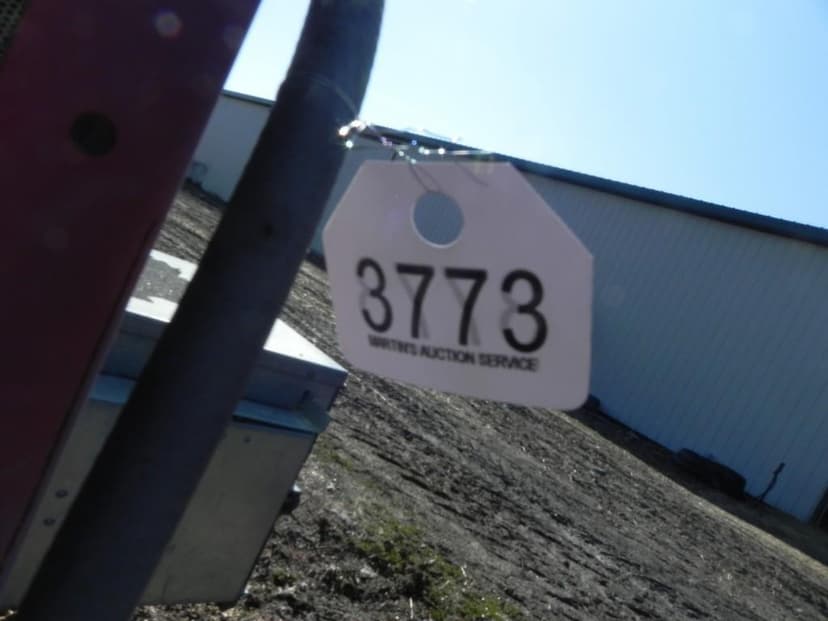 3773
MARTIN'S AUCTION SERVICE